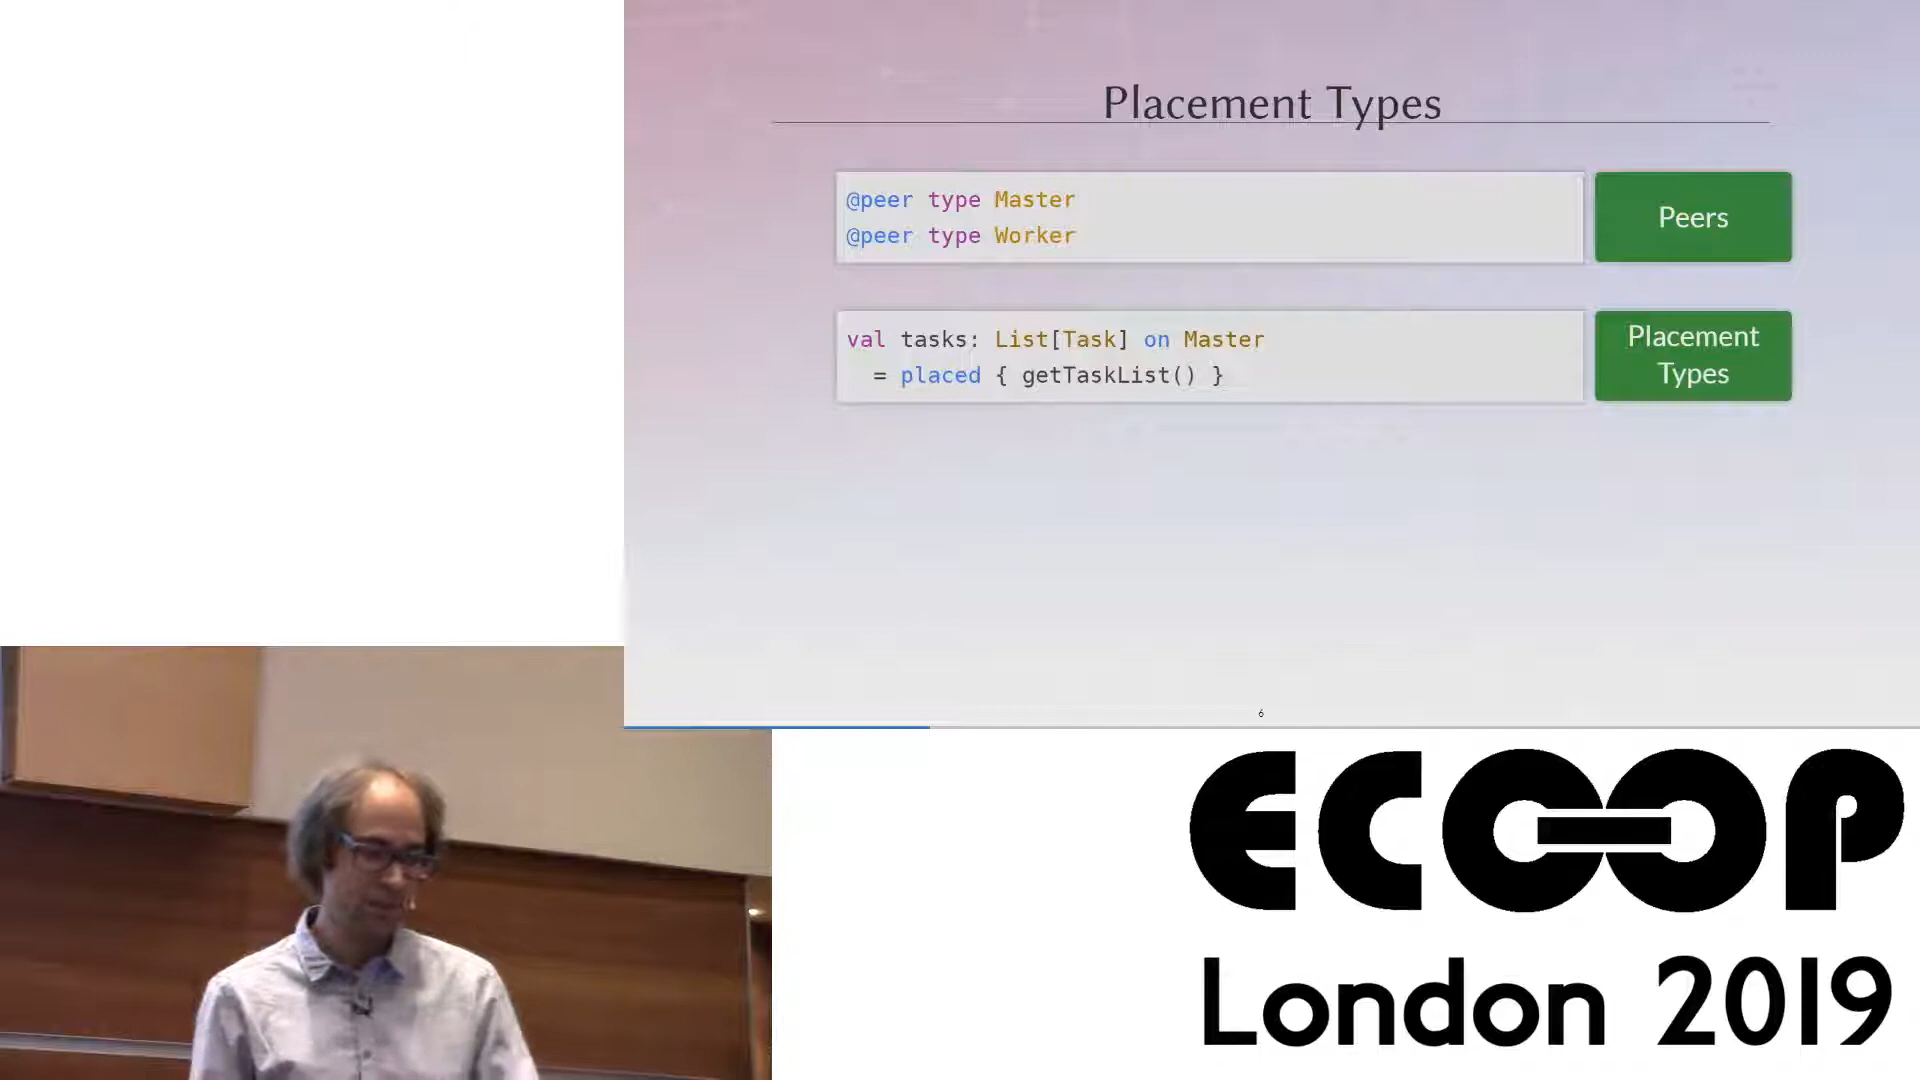 Placement Types
@peer type Master
@peer type Worker
Peers
val tasks: List[Task] on Master
= placed { getTaskList() }
Placement
Types
6
ECOOP
London 2019